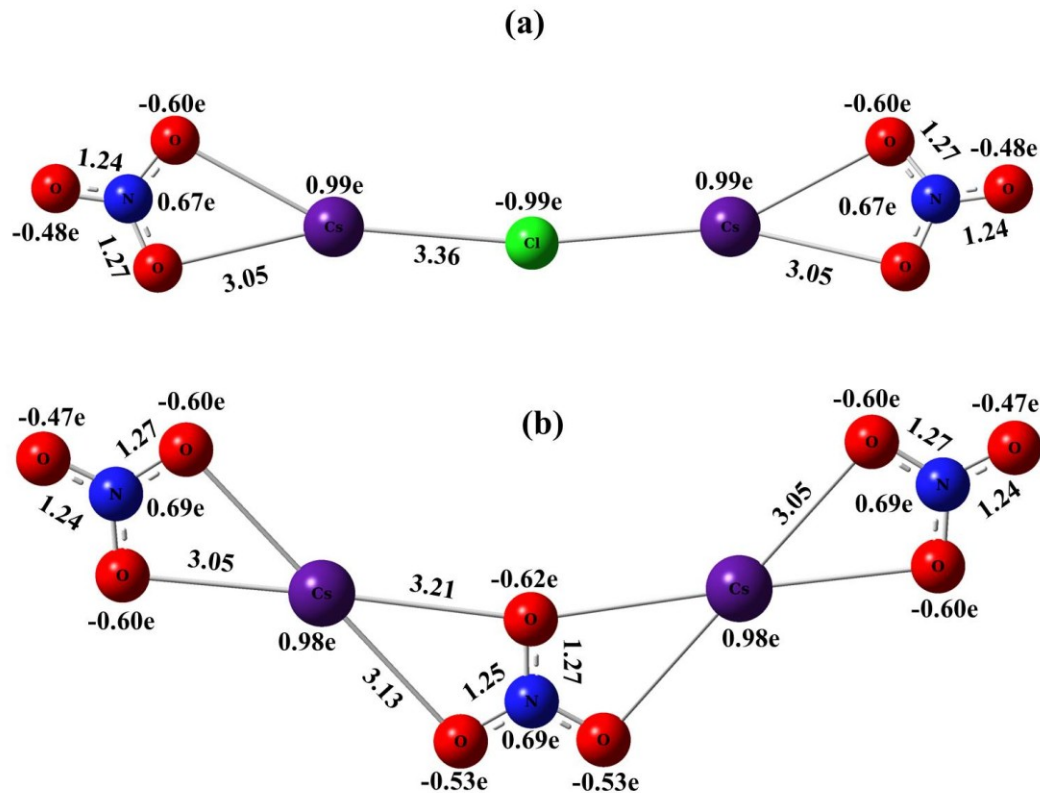 (a)
-0.60e -0.60e
1.24 1.27 -0.48e
O O
O N 0.67e 0.99e -0.99e 0.99e 0.67e N O
-0.48e Cs Cl Cs 1.24
1.27 O 3.05 3.36 3.05 O
(b)
-0.47e -0.60e -0.60e -0.47e
O 1.27 O O 1.27 O
N 0.69e 0.69e N
1.24 3.05 3.05 1.24
O -0.62e O
-0.60e Cs 3.21 O Cs -0.60e
0.98e 1.27 0.98e
3.13 1.25 N
O 0.69e O
-0.53e -0.53e